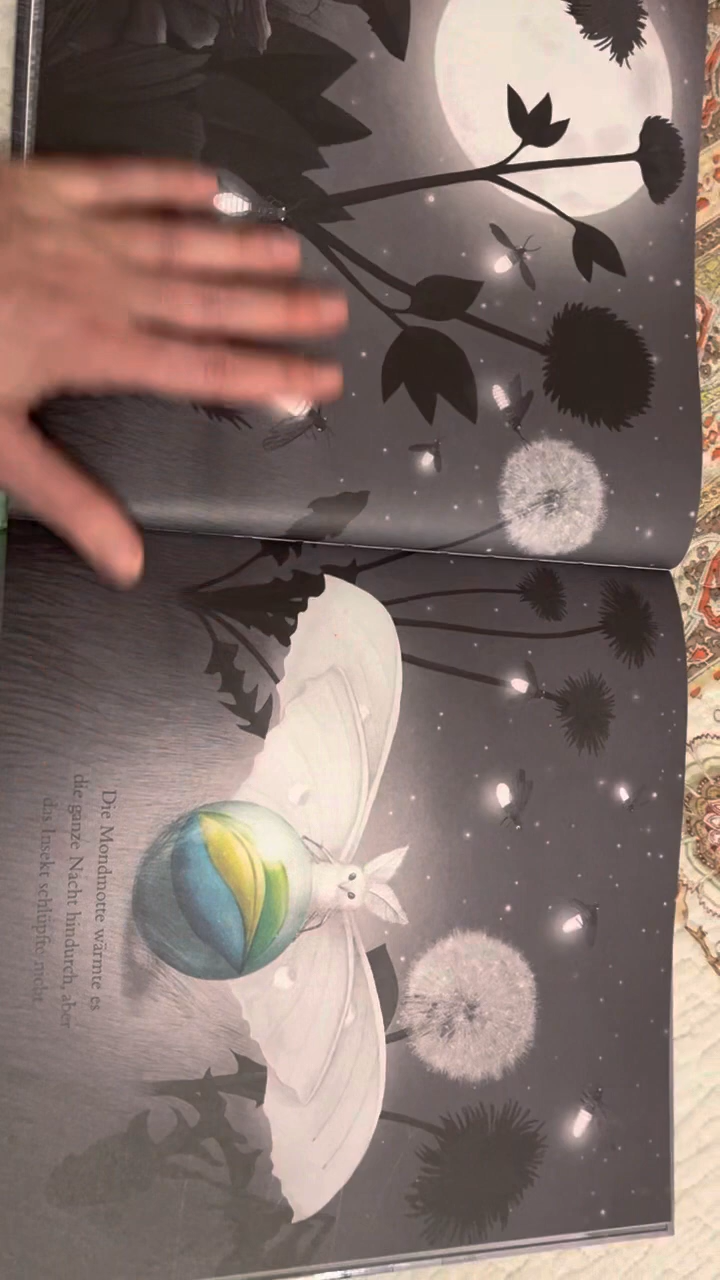 Die Mondmotte wärmte es
die ganze Nacht hindurch, aber
das Insekt schlüpfte nicht.